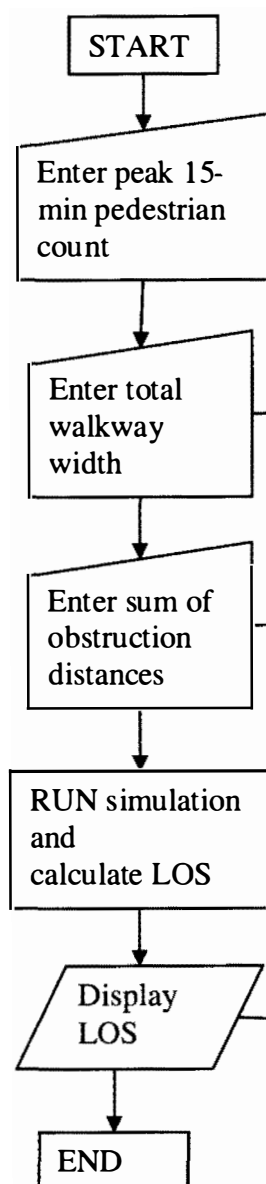 START
Enter peak 15-
min pedestrian
count
Enter total
walkway
width
Enter sum of
obstruction
distances
RUN simulation
and
calculate LOS
Display
LOS
END